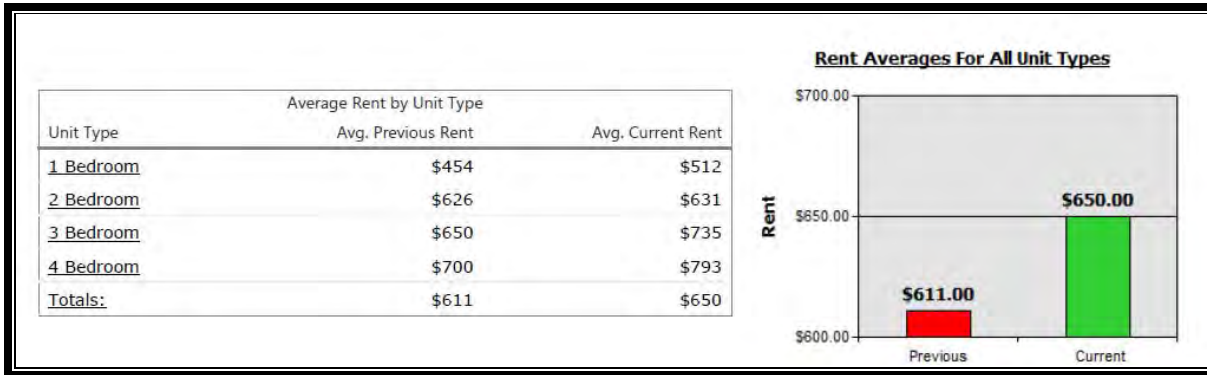 Average Rent by Unit Type
Unit Type Avg. Previous Rent Avg. Current Rent
1 Bedroom $454 $512
2 Bedroom $626 $631
3 Bedroom $650 $735
4 Bedroom $700 $793
Totals: $611 $650
Rent Averages For All Unit Types
$700.00
$650.00
$600.00
Rent
$611.00
$650.00
Previous Current